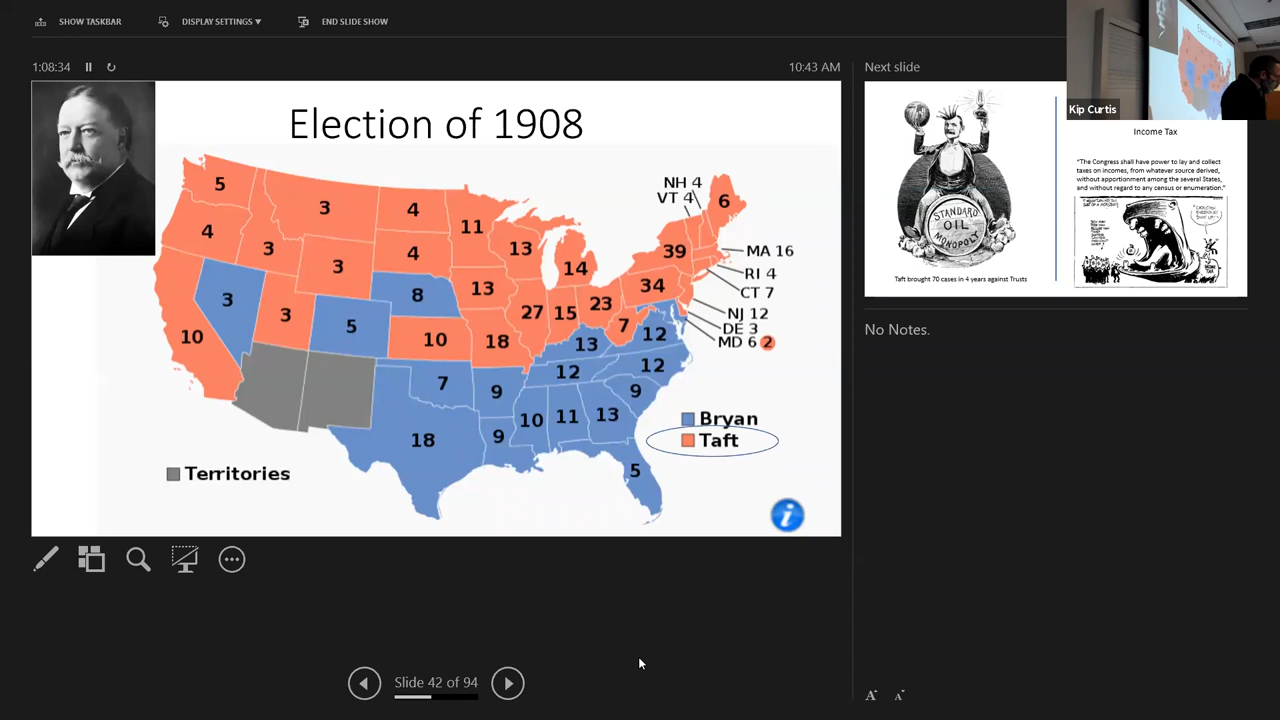 SHOW TASKBAR
DISPLAY SETTINGS ▼
END SLIDE SHOW
1:08:34
10:43 AM
Next slide
Kip Curtis
Election of 1908
5
4
3
3
3
4
4
11
13
14
13
27
15
23
34
39
6
NH 4
VT 4
MA 16
RI 4
CT 7
NJ 12
DE 3
MD 6 2
10
3
3
5
8
10
18
7
12
13
12
12
9
7
9
10
11
13
18
9
5
Bryan
Taft
Territories
i
STANDARD
OIL
MONOPOLY
Taft brought 70 cases in 4 years against Trusts
Income Tax
"The Congress shall have power to lay and collect
taxes on incomes, from whatever source derived,
without apportionment among the several States,
and without regard to any census or enumeration."
No Notes.
Slide 42 of 94
A
A